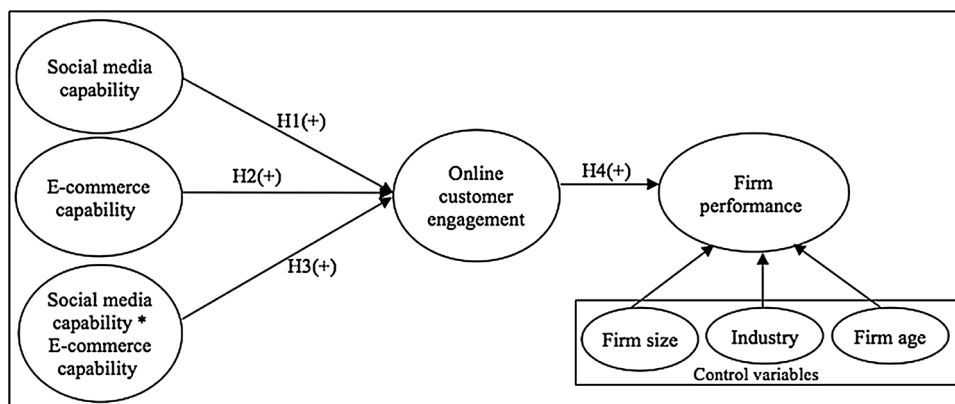 Social media
capability
H1(+)
E-commerce
capability
H2(+)
Online
customer
engagement
H4(+)
Firm
performance
H3(+)
Social media
capability *
E-commerce
capability
Firm size
Industry
Firm age
Control variables